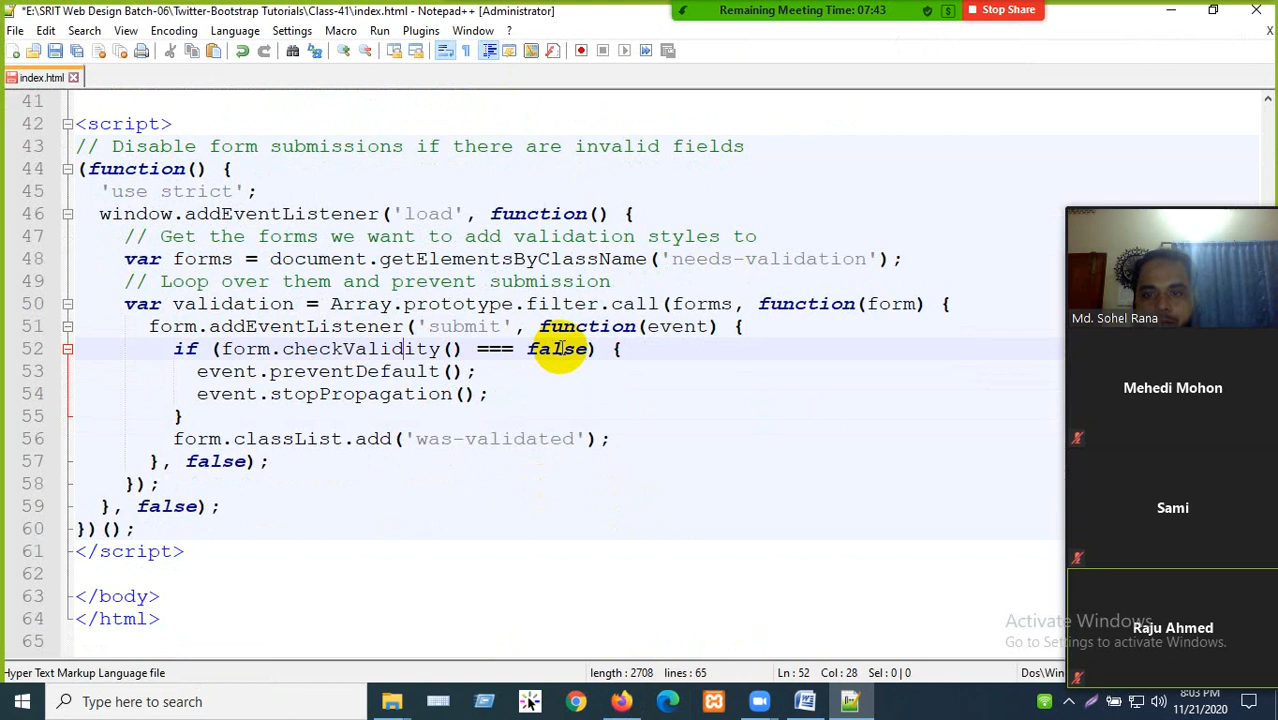 *E:\SRIT Web Design Batch-06\Twitter-Bootstrap Tutorials\Class-41\index.html - Notepad++ [Administrator]
Remaining Meeting Time: 07:43
Stop Share
File Edit Search View Encoding Language Settings Macro Run Plugins Window ?
X
index.html
41
42 <script>
43 // Disable form submissions if there are invalid fields
44 (function() {
45 'use strict';
46 window.addEventListener('load', function() {
47 // Get the forms we want to add validation styles to
48 var forms = document.getElementsByClassName('needs-validation');
49 // Loop over them and prevent submission
50 var validation = Array.prototype.filter.call(forms, function(form) {
51 form.addEventListener('submit', function(event) {
52 if (form.checkValidity() === false) {
53 event.preventDefault();
54 event.stopPropagation();
55 }
56 form.classList.add('was-validated');
57 }, false);
58 });
59 }, false);
60 })();
61 </script>
62
63 </body>
64 </html>
65
Md. Sohel Rana
Mehedi Mohon
Sami
Raju Ahmed
Activate Windows
Go to Settings to activate Windows.
Hyper Text Markup Language file length : 2708 lines : 65 Ln : 52 Col : 28 Sel : 0 | 0 Dos\Win
Type here to search
8:03 PM
11/21/2020